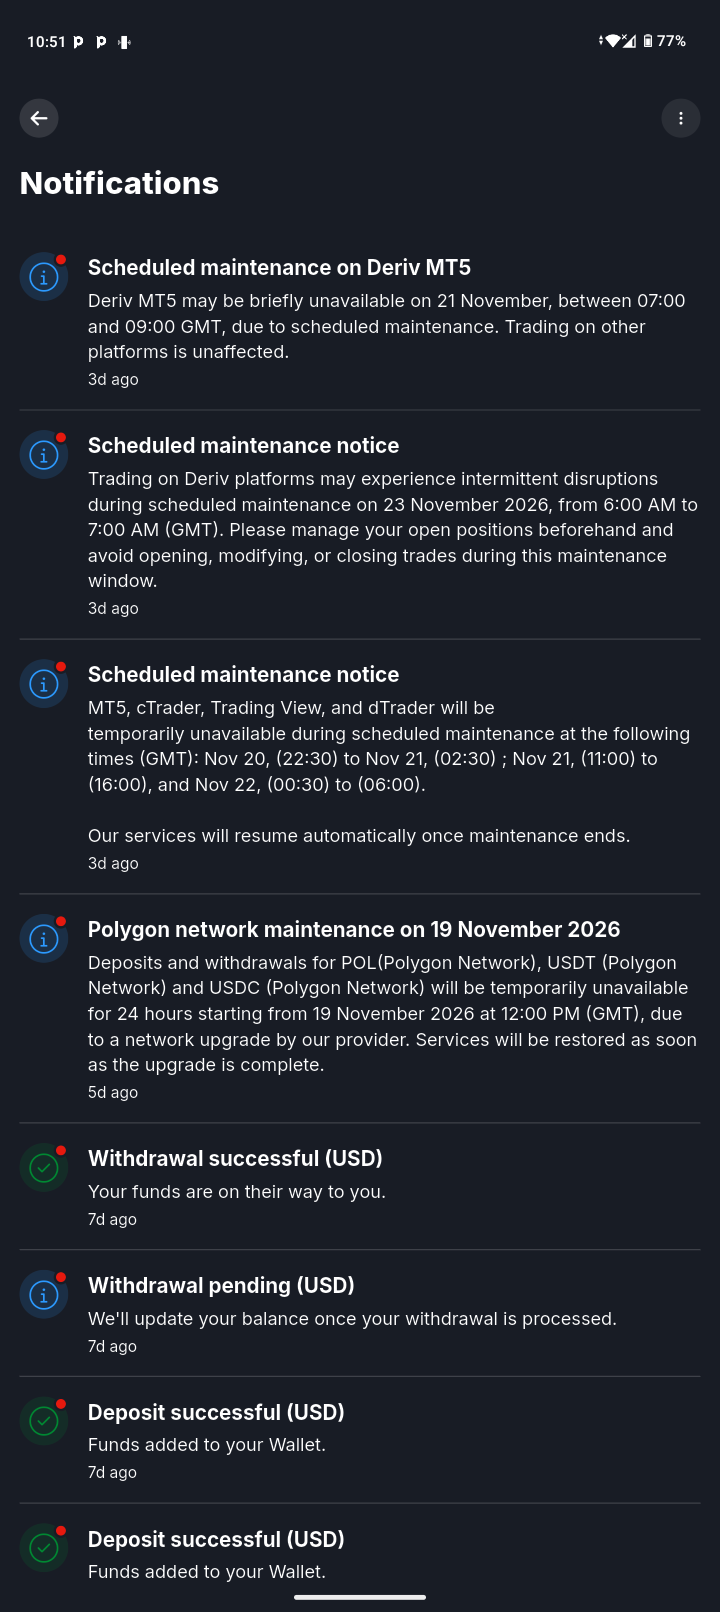 10:51
77%
Notifications
Scheduled maintenance on Deriv MT5
Deriv MT5 may be briefly unavailable on 21 November, between 07:00
and 09:00 GMT, due to scheduled maintenance. Trading on other
platforms is unaffected.
3d ago
Scheduled maintenance notice
Trading on Deriv platforms may experience intermittent disruptions
during scheduled maintenance on 23 November 2026, from 6:00 AM to
7:00 AM (GMT). Please manage your open positions beforehand and
avoid opening, modifying, or closing trades during this maintenance
window.
3d ago
Scheduled maintenance notice
MT5, cTrader, Trading View, and dTrader will be
temporarily unavailable during scheduled maintenance at the following
times (GMT): Nov 20, (22:30) to Nov 21, (02:30) ; Nov 21, (11:00) to
(16:00), and Nov 22, (00:30) to (06:00).
Our services will resume automatically once maintenance ends.
3d ago
Polygon network maintenance on 19 November 2026
Deposits and withdrawals for POL(Polygon Network), USDT (Polygon
Network) and USDC (Polygon Network) will be temporarily unavailable
for 24 hours starting from 19 November 2026 at 12:00 PM (GMT), due
to a network upgrade by our provider. Services will be restored as soon
as the upgrade is complete.
5d ago
Withdrawal successful (USD)
Your funds are on their way to you.
7d ago
Withdrawal pending (USD)
We'll update your balance once your withdrawal is processed.
7d ago
Deposit successful (USD)
Funds added to your Wallet.
7d ago
Deposit successful (USD)
Funds added to your Wallet.